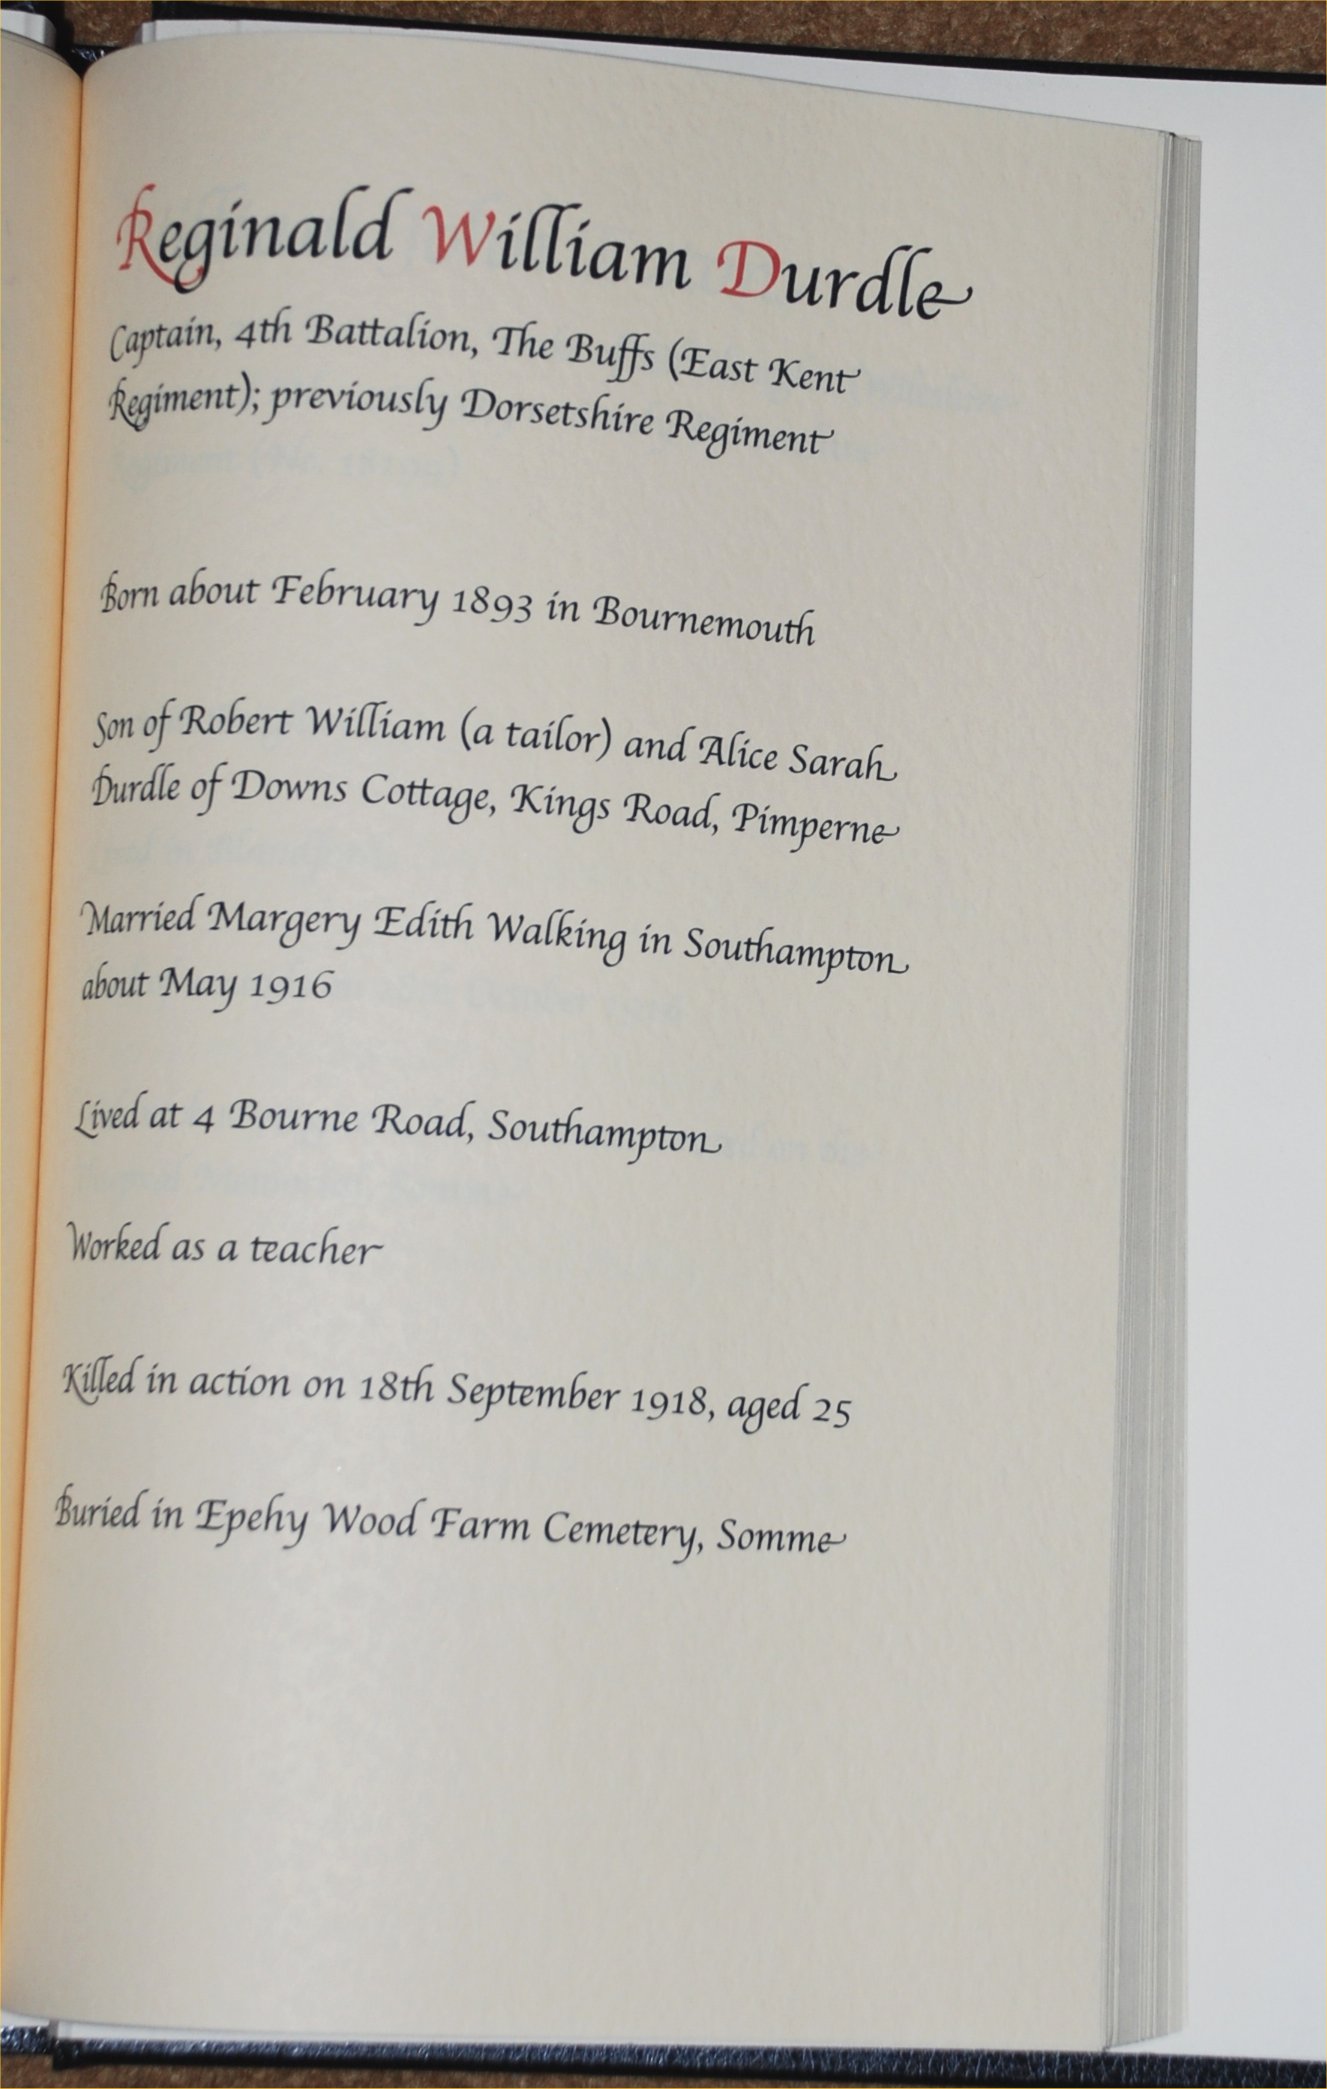 Reginald William Durdle
Captain, 4th Battalion, The Buffs (East Kent
Regiment); previously Dorsetshire Regiment
Born about February 1893 in Bournemouth
Son of Robert William (a tailor) and Alice Sarah
Durdle of Downs Cottage, Kings Road, Pimperne
Married Margery Edith Walking in Southampton
about May 1916
Lived at 4 Bourne Road, Southampton
Worked as a teacher
Killed in action on 18th September 1918, aged 25
Buried in Epehy Wood Farm Cemetery, Somme